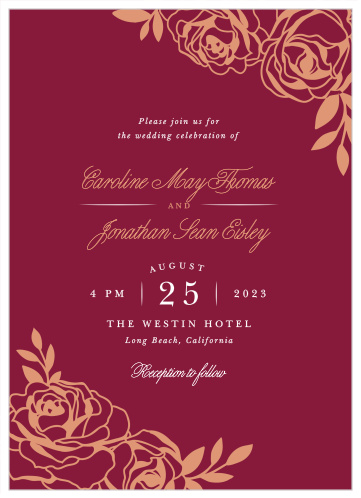 Please join us for
the wedding celebration of
Caroline May Thomas
AND
Jonathan Sean Eisley
AUGUST
4 PM 25 2023
THE WESTIN HOTEL
Long Beach, California
Reception to follow